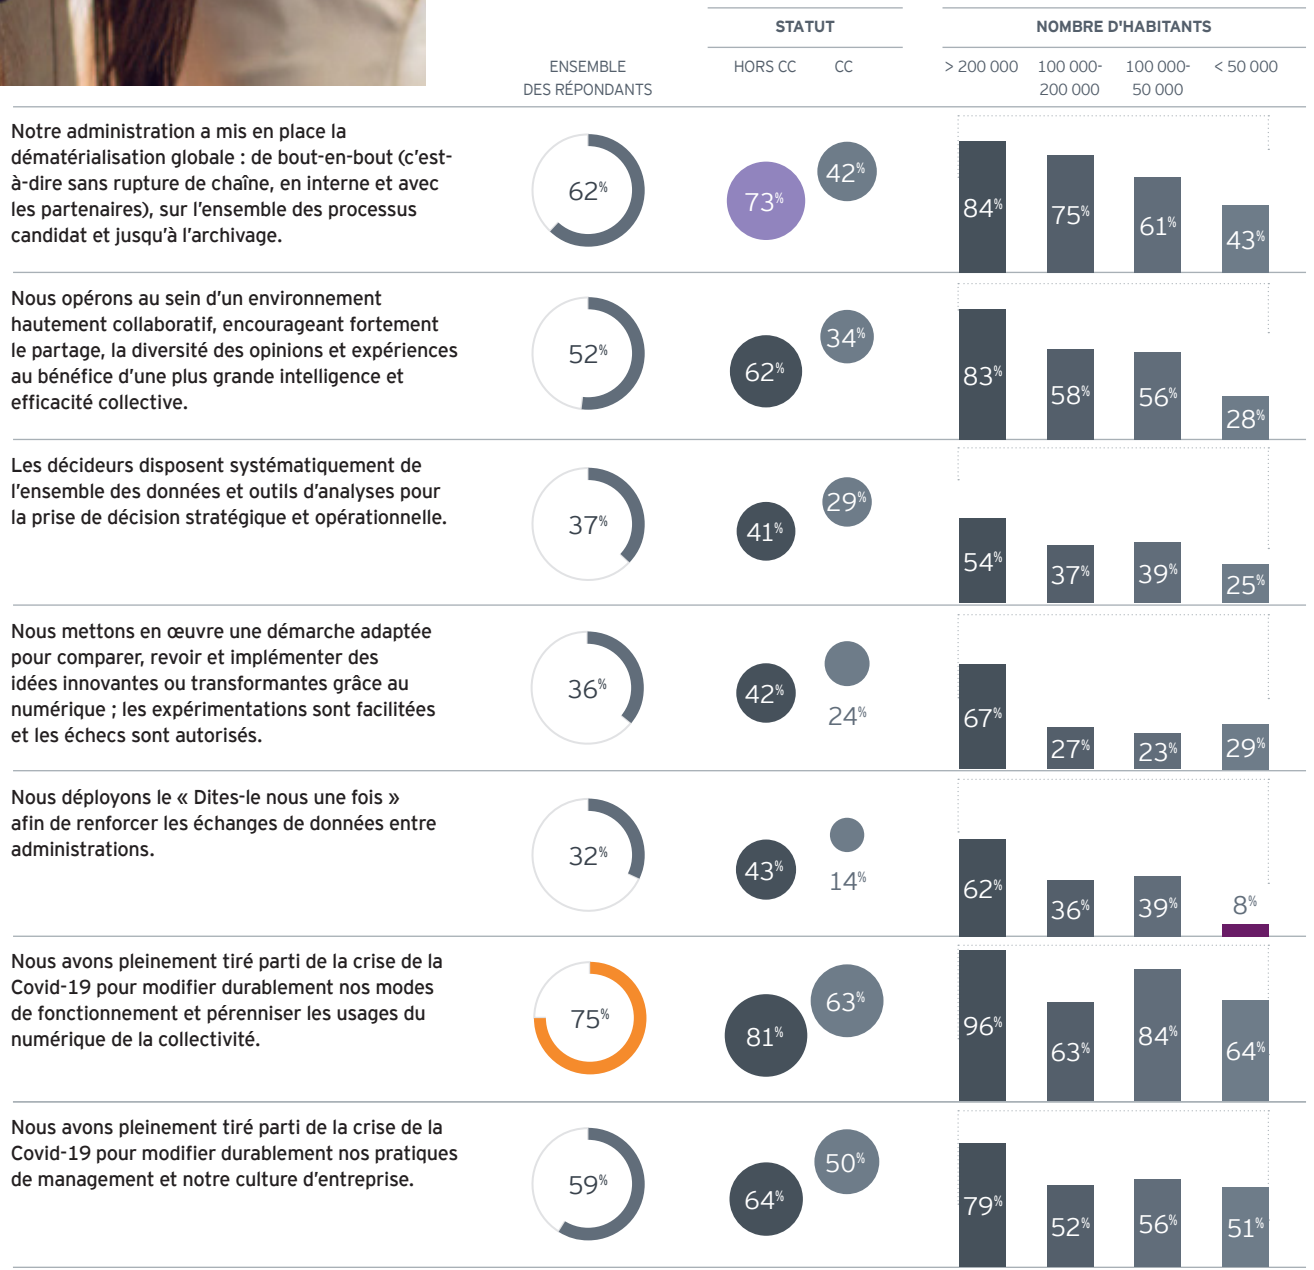 STATUT
NOMBRE D'HABITANTS
ENSEMBLE
DES RÉPONDANTS
HORS CC
CC
> 200 000
100 000-
200 000
100 000-
50 000
< 50 000
Notre administration a mis en place la
dématérialisation globale : de bout-en-bout (c’est-
à-dire sans rupture de chaîne, en interne et avec
les partenaires), sur l’ensemble des processus
candidat et jusqu’à l’archivage.
62%
73%
42%
84%
75%
61%
43%
Nous opérons au sein d’un environnement
hautement collaboratif, encourageant fortement
le partage, la diversité des opinions et expériences
au bénéfice d’une plus grande intelligence et
efficacité collective.
52%
62%
34%
83%
58%
56%
28%
Les décideurs disposent systématiquement de
l’ensemble des données et outils d’analyses pour
la prise de décision stratégique et opérationnelle.
37%
41%
29%
54%
37%
39%
25%
Nous mettons en œuvre une démarche adaptée
pour comparer, revoir et implémenter des
idées innovantes ou transformantes grâce au
numérique ; les expérimentations sont facilitées
et les échecs sont autorisés.
36%
42%
24%
67%
27%
23%
29%
Nous déployons le « Dites-le nous une fois »
afin de renforcer les échanges de données entre
administrations.
32%
43%
14%
62%
36%
39%
8%
Nous avons pleinement tiré parti de la crise de la
Covid-19 pour modifier durablement nos modes
de fonctionnement et pérenniser les usages du
numérique de la collectivité.
75%
81%
63%
96%
63%
84%
64%
Nous avons pleinement tiré parti de la crise de la
Covid-19 pour modifier durablement nos pratiques
de management et notre culture d’entreprise.
59%
64%
50%
79%
52%
56%
51%